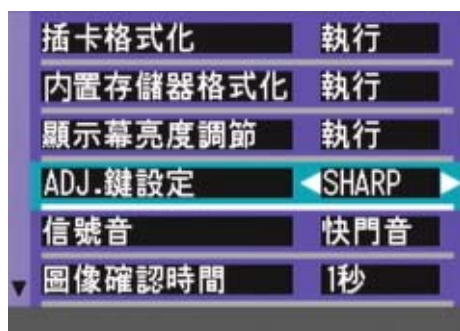 插卡格式化 執行
内置存儲器格式化 執行
顯示幕亮度調節 執行
ADJ.鍵設定 ◀SHARP▶
信號音 快門音
▼ 圖像確認時間 1秒